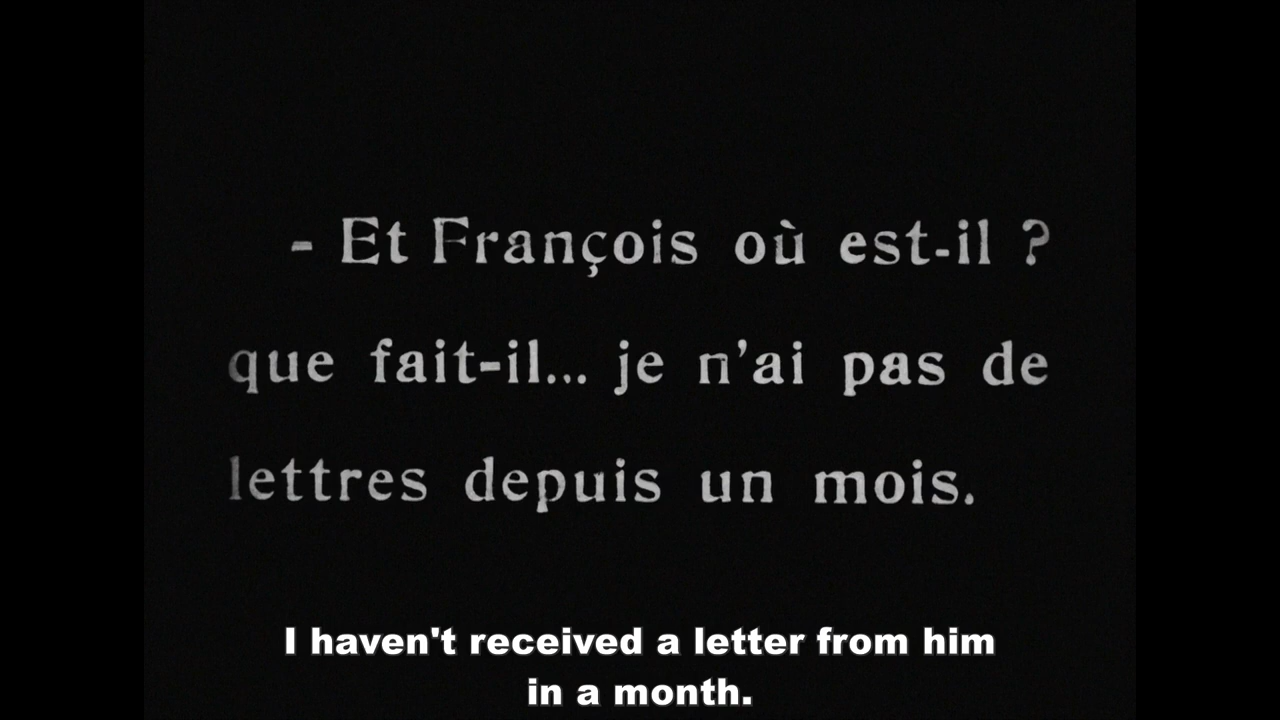 - Et François où est-il ?
que fait-il... je n'ai pas de
lettres depuis un mois.
I haven't received a letter from him
in a month.